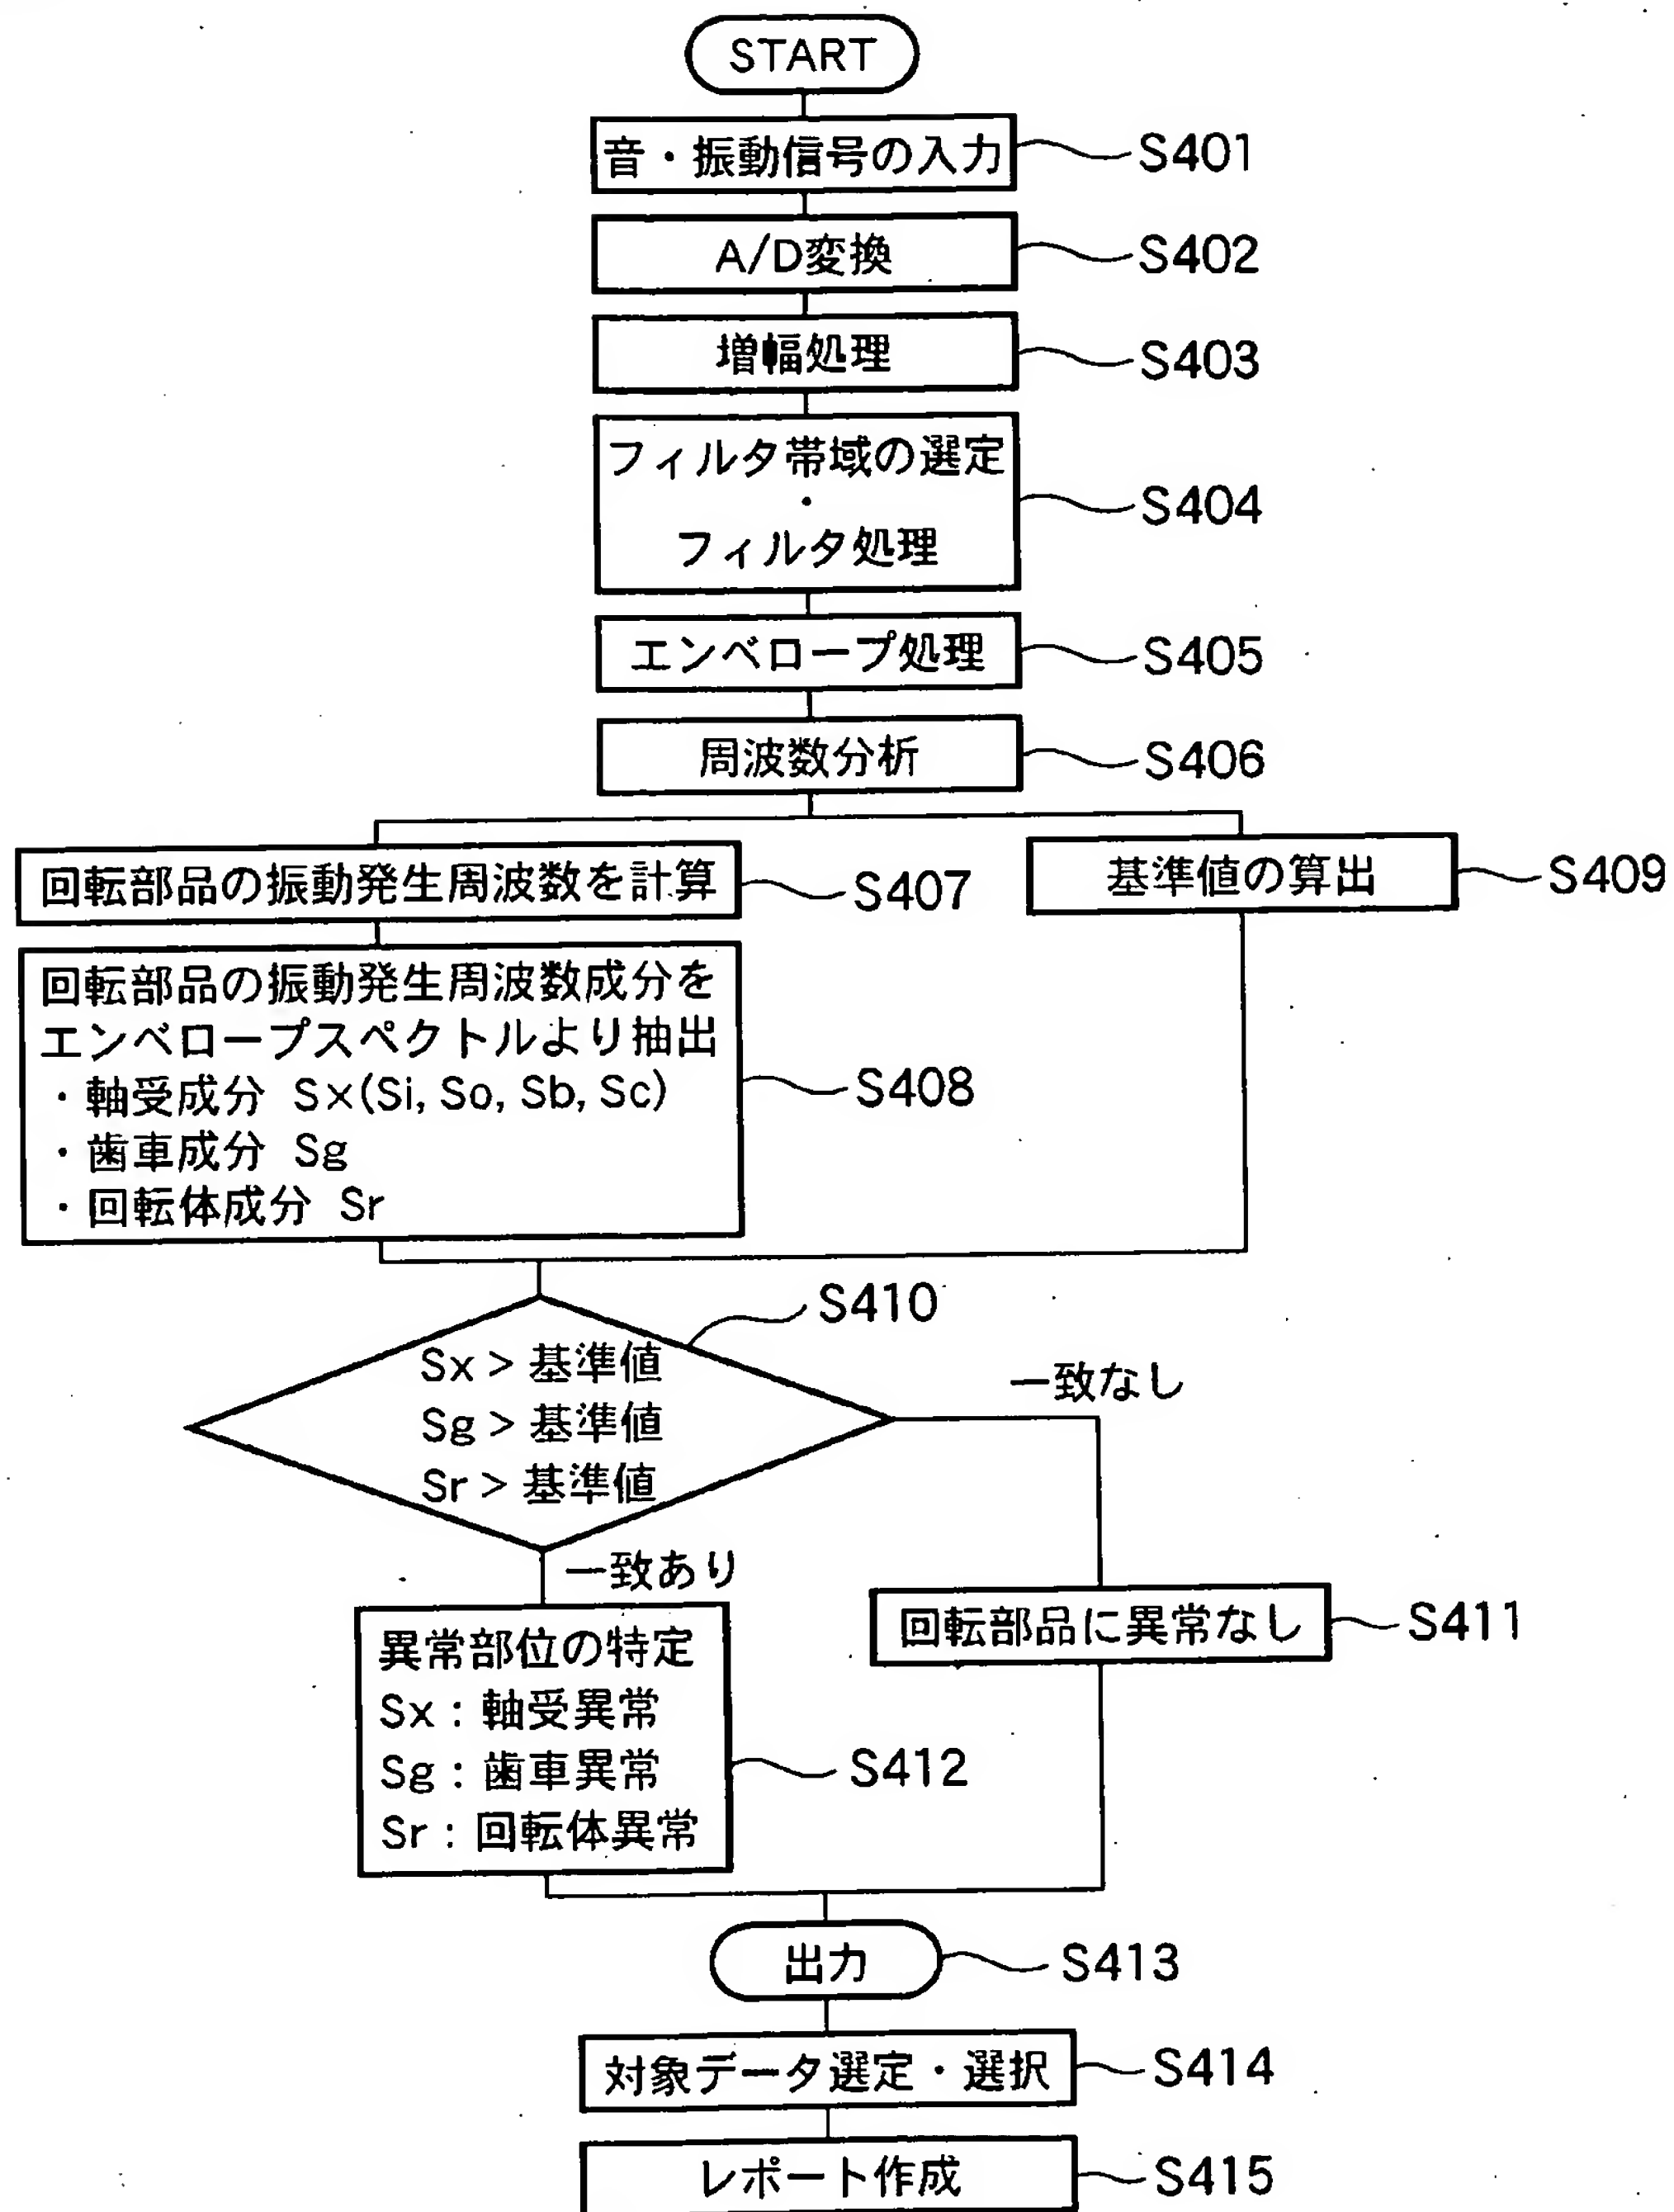 START
音・振動信号の入力
S401
A/D変換
S402
増幅処理
S403
フィルタ帯域の選定
・
フィルタ処理
S404
エンベロープ処理
S405
周波数分析
S406
回転部品の振動発生周波数を計算
S407
基準値の算出
S409
回転部品の振動発生周波数成分を
エンベロープスペクトルより抽出
・軸受成分 Sx(Si, So, Sb, Sc)
・歯車成分 Sg
・回転体成分 Sr
S408
S410
Sx > 基準値
Sg > 基準値
Sr > 基準値
一致なし
一致あり
回転部品に異常なし
S411
異常部位の特定
Sx : 軸受異常
Sg : 歯車異常
Sr : 回転体異常
S412
出力
S413
対象データ選定・選択
S414
レポート作成
S415